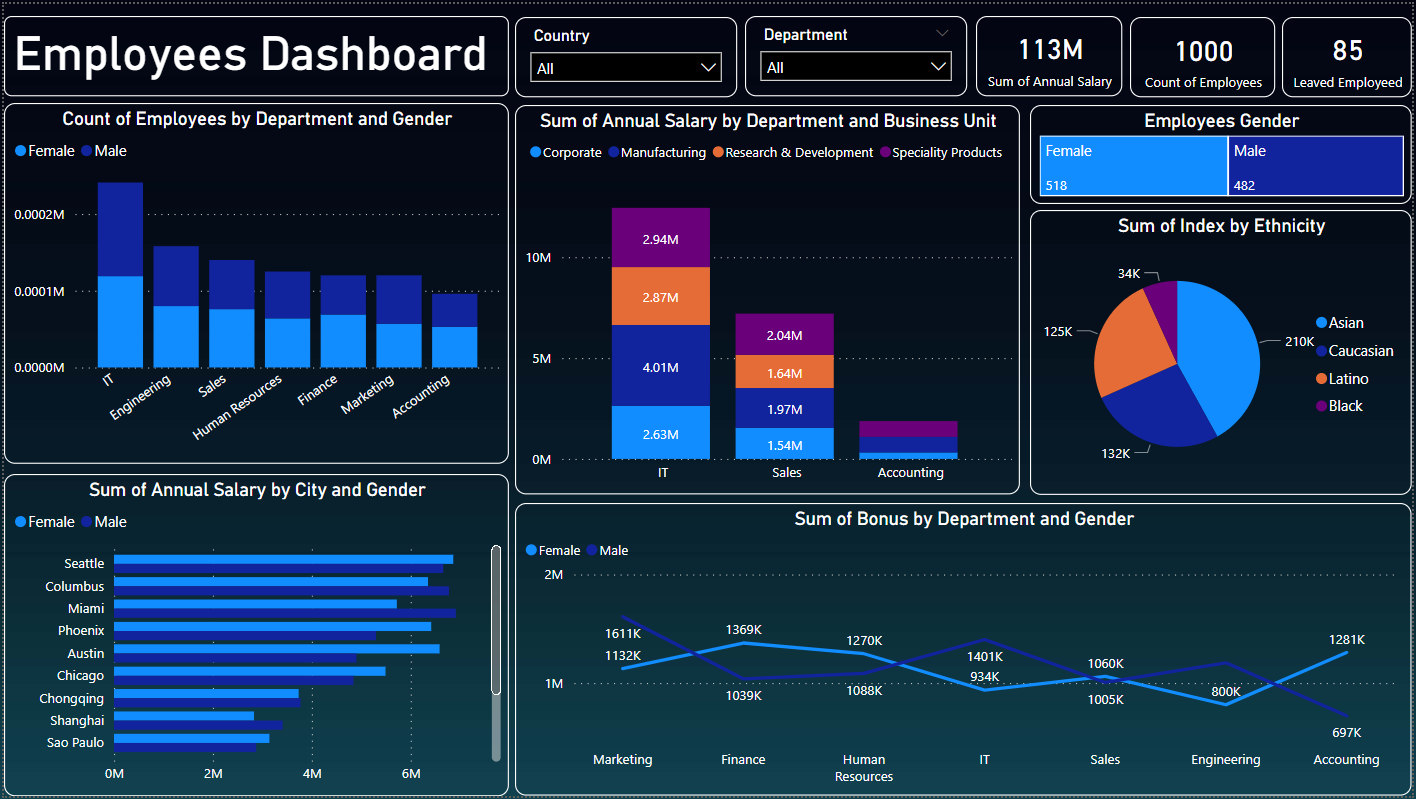 Employees Dashboard
Country
All
Department
All
113M
Sum of Annual Salary
1000
Count of Employees
85
Leaved Employeed
Count of Employees by Department and Gender
Female Male
0.0002M
0.0001M
0.0000M
IT
Engineering
Sales
Human Resources
Finance
Marketing
Accounting
Sum of Annual Salary by Department and Business Unit
Corporate Manufacturing Research & Development Speciality Products
10M
5M
0M
2.94M
2.87M
4.01M
2.63M
2.04M
1.64M
1.97M
1.54M
IT Sales Accounting
Employees Gender
Female Male
518 482
Sum of Index by Ethnicity
34K
125K
210K
132K
Asian
Caucasian
Latino
Black
Sum of Annual Salary by City and Gender
Female Male
Seattle
Columbus
Miami
Phoenix
Austin
Chicago
Chongqing
Shanghai
Sao Paulo
0M 2M 4M 6M
Sum of Bonus by Department and Gender
Female Male
2M
1M
1611K
1132K
1369K
1039K
1270K
1088K
1401K
934K
1060K
1005K
800K
1281K
697K
Marketing Finance Human IT Sales Engineering Accounting
Resources